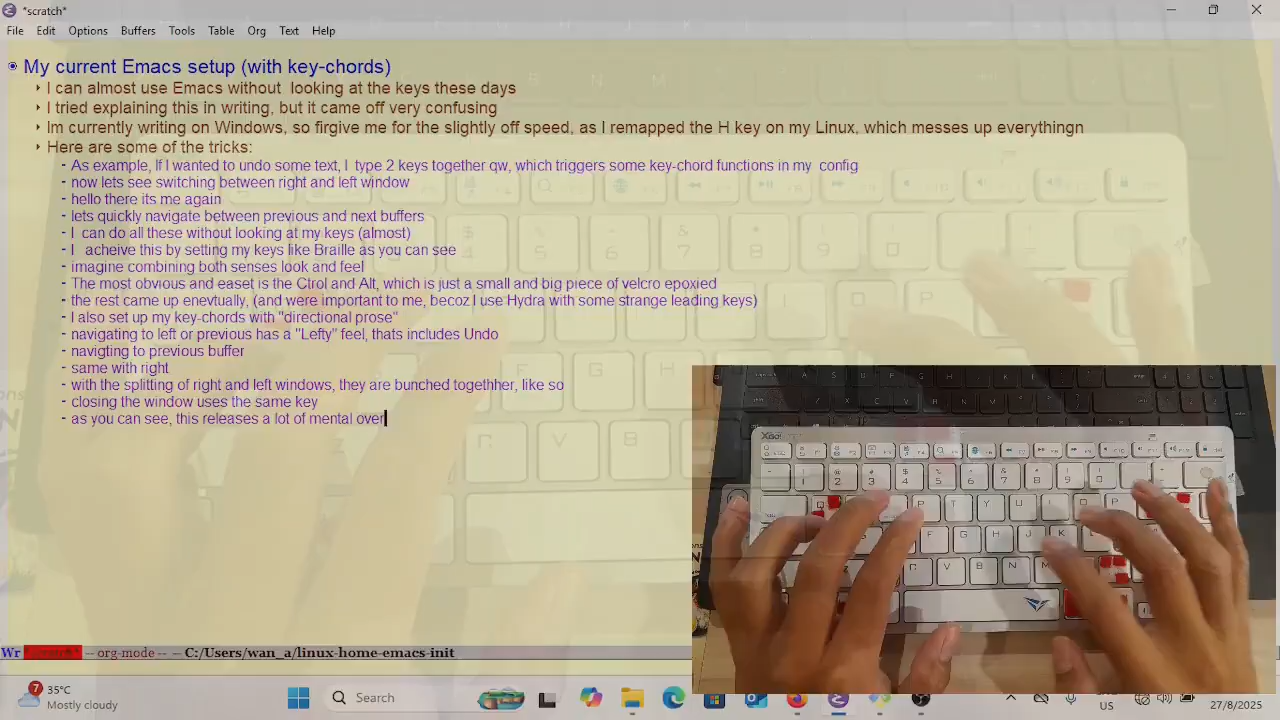 *scratch*
File Edit Options Buffers Tools Table Org Text Help
My current Emacs setup (with key-chords)
I can almost use Emacs without  looking at the keys these days
I tried explaining this in writing, but it came off very confusing
Im currently writing on Windows, so firgive me for the slightly off speed, as I remapped the H key on my Linux, which messes up everythingn
Here are some of the tricks:
- As example, If I wanted to undo some text, I  type 2 keys together qw, which triggers some key-chord functions in my  config
- now lets see switching between right and left window
- hello there its me again
- lets quickly navigate between previous and next buffers
- I  can do all these without looking at my keys (almost)
- I   acheive this by setting my keys like Braille as you can see
- imagine combining both senses look and feel
- The most obvious and easet is the Ctrol and Alt, which is just a small and big piece of velcro epoxied
- the rest came up enevtually, (and were important to me, becoz I use Hydra with some strange leading keys)
- I also set up my key-chords with "directional prose"
- navigating to left or previous has a "Lefty" feel, thats includes Undo
- navigting to previous buffer
- same with right
- with the splitting of right and left windows, they are bunched togethher, like so
- closing the window uses the same key
- as you can see, this releases a lot of mental over
Wr *scratch* -- org-mode -- -- C:/Users/wan_a/linux-home-emacs-init
7
35°C
Mostly cloudy
Search
US
27/8/2025